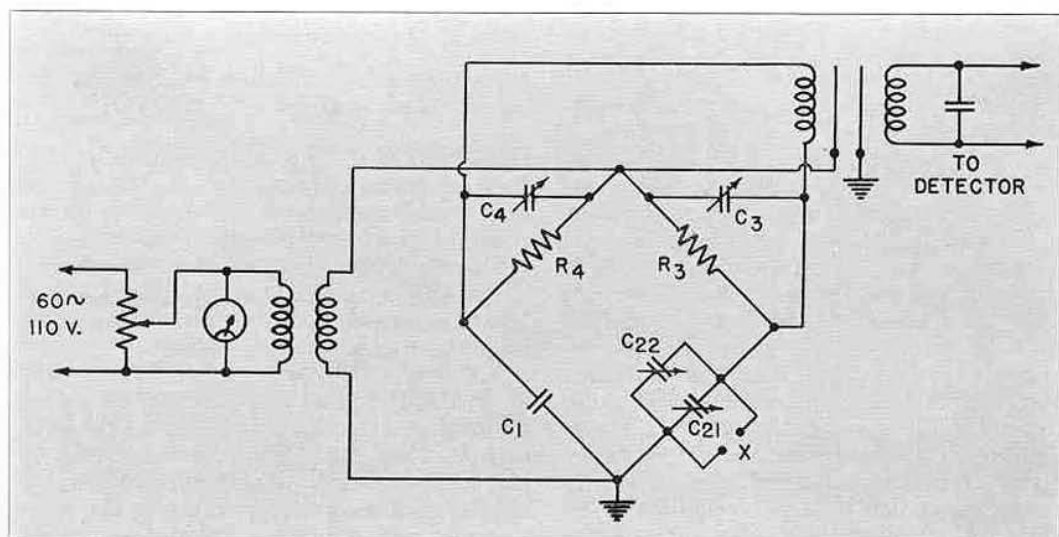 TO
DETECTOR
C4
C3
R4
R3
60~
110 V.
C22
C21
C1
X